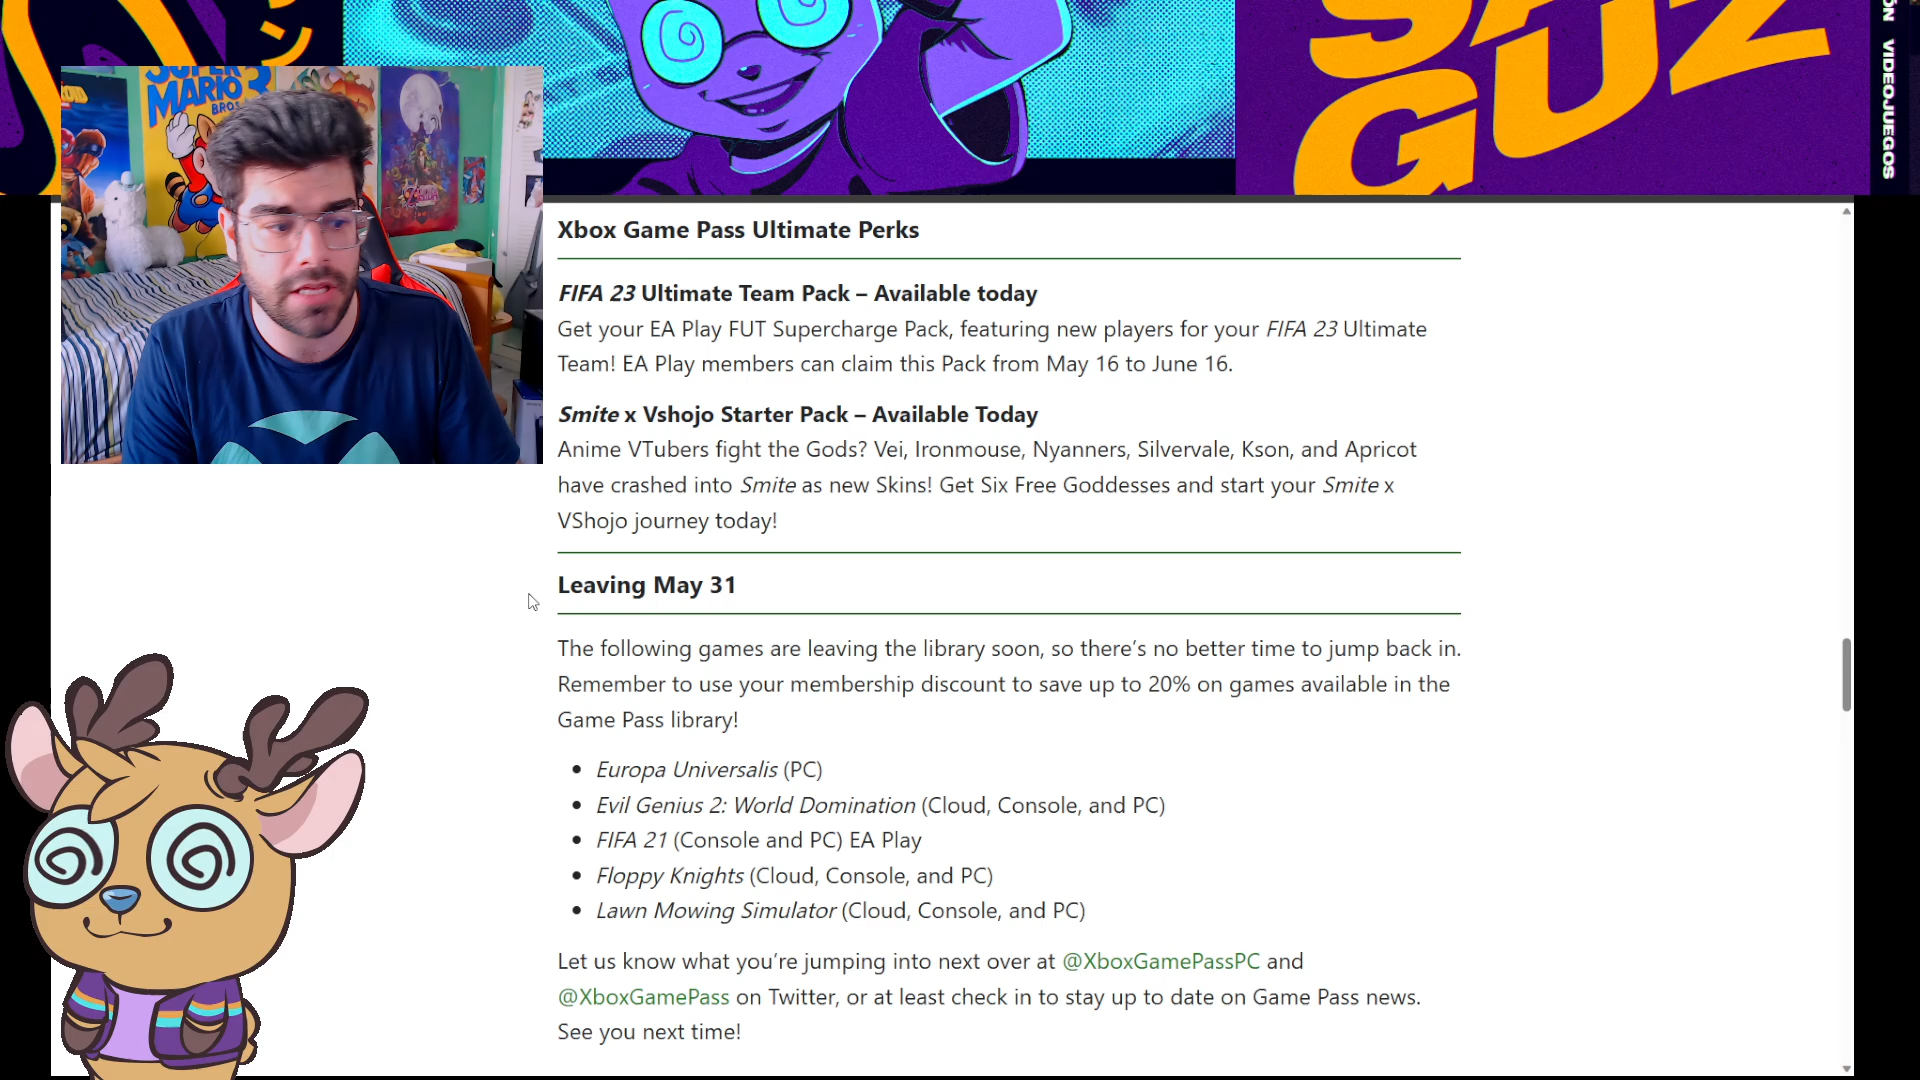 ン
SUPER
MARIO 3
BROS
ZELDA
GUZ
ÓN VIDEOJUEGOS
Xbox Game Pass Ultimate Perks
FIFA 23 Ultimate Team Pack – Available today
Get your EA Play FUT Supercharge Pack, featuring new players for your FIFA 23 Ultimate
Team! EA Play members can claim this Pack from May 16 to June 16.
Smite x Vshojo Starter Pack – Available Today
Anime VTubers fight the Gods? Vei, Ironmouse, Nyanners, Silvervale, Kson, and Apricot
have crashed into Smite as new Skins! Get Six Free Goddesses and start your Smite x
VShojo journey today!
Leaving May 31
The following games are leaving the library soon, so there’s no better time to jump back in.
Remember to use your membership discount to save up to 20% on games available in the
Game Pass library!
• Europa Universalis (PC)
• Evil Genius 2: World Domination (Cloud, Console, and PC)
• FIFA 21 (Console and PC) EA Play
• Floppy Knights (Cloud, Console, and PC)
• Lawn Mowing Simulator (Cloud, Console, and PC)
Let us know what you’re jumping into next over at @XboxGamePassPC and
@XboxGamePass on Twitter, or at least check in to stay up to date on Game Pass news.
See you next time!